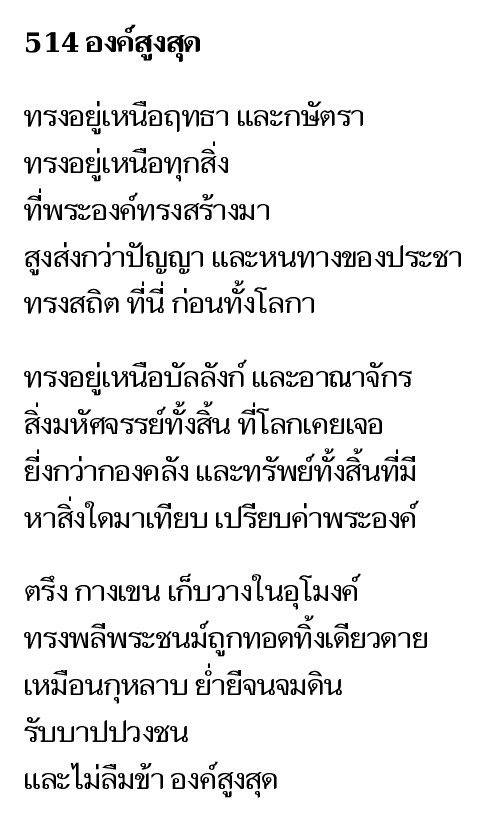 514 องค์สูงสุด
ทรงอยู่เหนือฤทธา และกษัตรา
ทรงอยู่เหนือทุกสิ่ง
ที่พระองค์ทรงสร้างมา
สูงส่งกว่าปัญญา และหนทางของประชา
ทรงสถิต ที่นี่ ก่อนทั้งโลกา
ทรงอยู่เหนือบัลลังก์ และอาณาจักร
สิ่งมหัศจรรย์ทั้งสิ้น ที่โลกเคยเจอ
ยิ่งกว่ากองคลัง และทรัพย์ทั้งสิ้นที่มี
หาสิ่งใดมาเทียบ เปรียบค่าพระองค์
ตรึง กางเขน เก็บวางในอุโมงค์
ทรงพลีพระชนม์ถูกทอดทิ้งเดียวดาย
เหมือนกุหลาบ ย่ำยีจนจมดิน
รับบาปปวงชน
และไม่ลืมข้า องค์สูงสุด